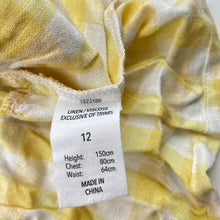 LINEN/VISCOSE
EXCLUSIVE OF TRIMS
12
Height: 150cm
Chest: 80cm
Waist: 64cm
MADE IN
CHINA